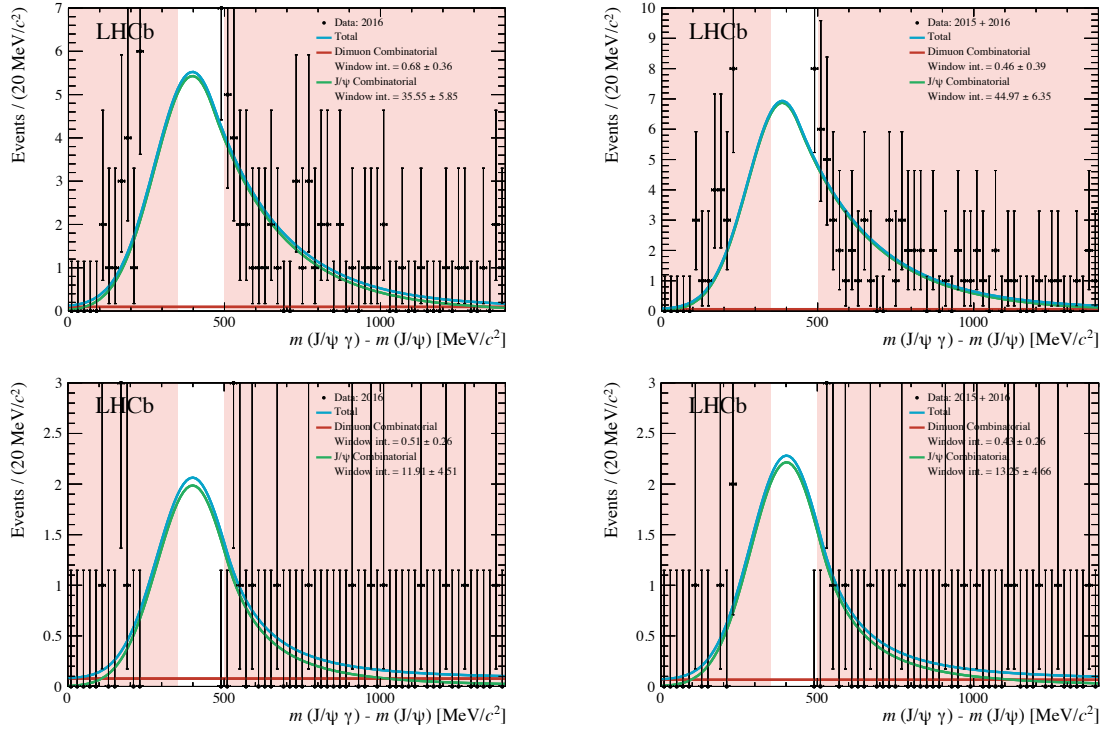 LHCb
Data: 2016
Total
Dimuon Combinatorial
Window int. = 0.68 ± 0.36
J/ψ Combinatorial
Window int. = 35.55 ± 5.85
Events / (20 MeV/c²)
7
6
5
4
3
2
1
0
0 500 1000
m (J/ψ γ) - m (J/ψ) [MeV/c²]
LHCb
Data: 2015 + 2016
Total
Dimuon Combinatorial
Window int. = 0.46 ± 0.39
J/ψ Combinatorial
Window int. = 44.97 ± 6.35
Events / (20 MeV/c²)
10
9
8
7
6
5
4
3
2
1
0
0 500 1000
m (J/ψ γ) - m (J/ψ) [MeV/c²]
LHCb
Data: 2016
Total
Dimuon Combinatorial
Window int. = 0.51 ± 0.26
J/ψ Combinatorial
Window int. = 11.91 ± 4.51
Events / (20 MeV/c²)
3
2.5
2
1.5
1
0.5
0
0 500 1000
m (J/ψ γ) - m (J/ψ) [MeV/c²]
LHCb
Data: 2015 + 2016
Total
Dimuon Combinatorial
Window int. = 0.43 ± 0.26
J/ψ Combinatorial
Window int. = 13.25 ± 4.66
Events / (20 MeV/c²)
3
2.5
2
1.5
1
0.5
0
0 500 1000
m (J/ψ γ) - m (J/ψ) [MeV/c²]